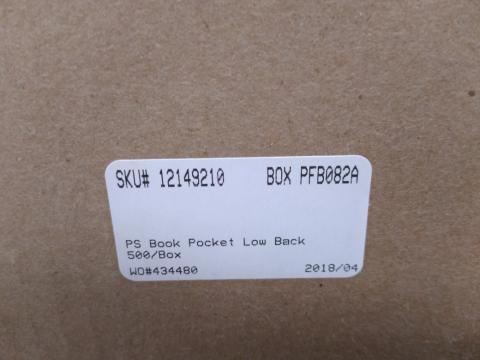 SKU# 12149210 BOX PFB082A
PS Book Pocket Low Back
500/Box
WO#434480 2018/04